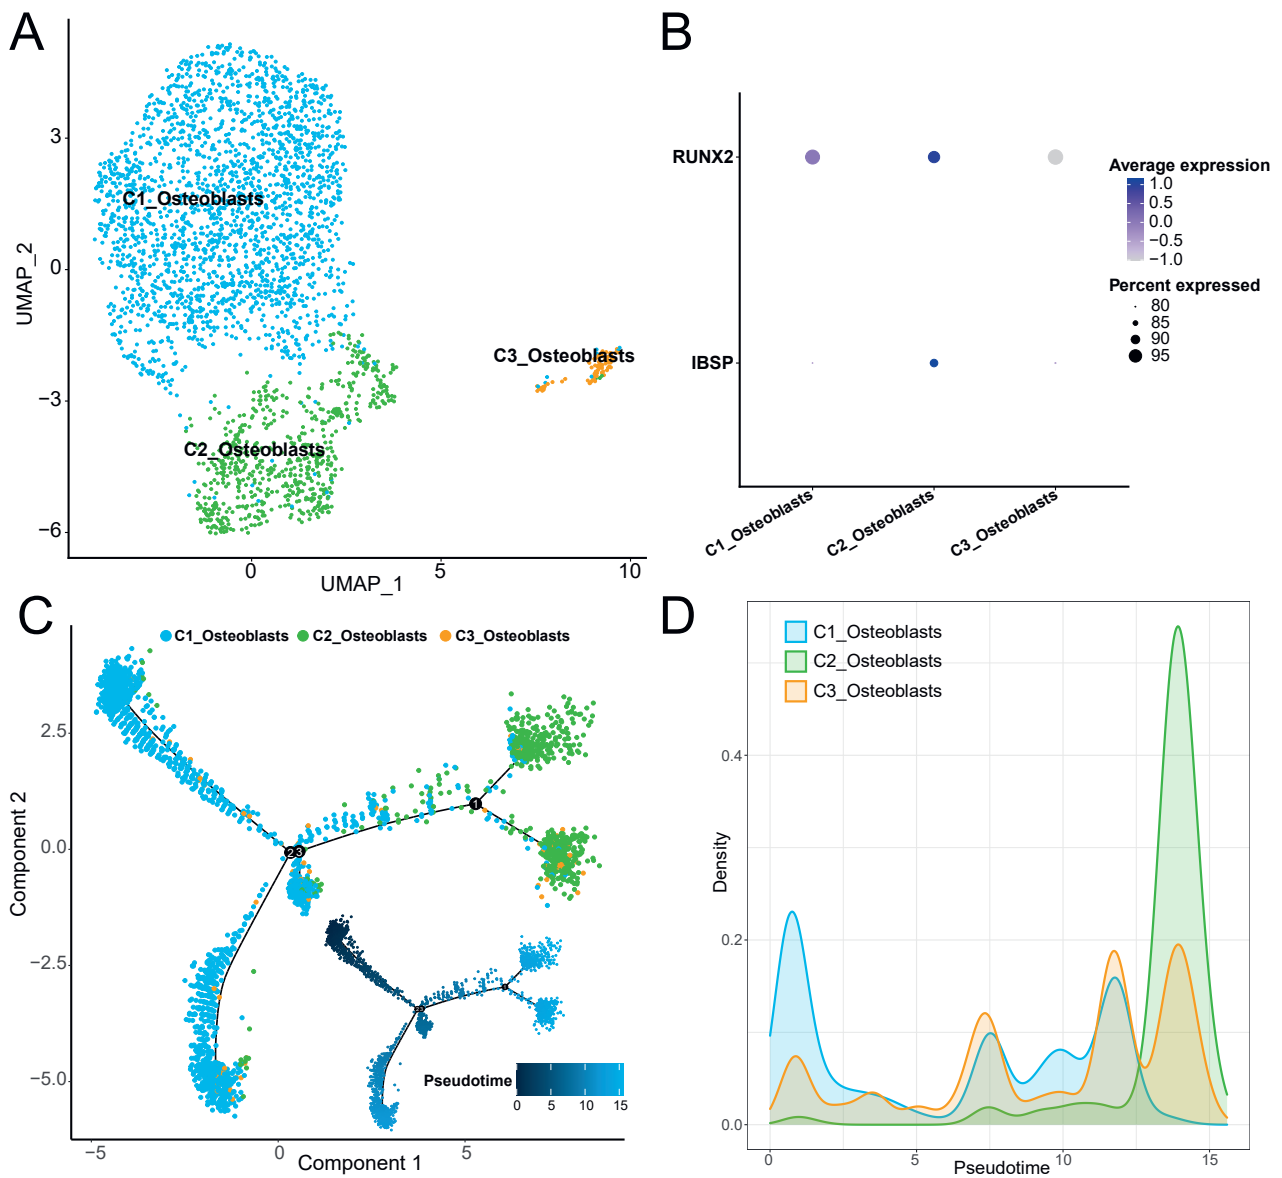 A
UMAP_2
3
0
−3
−6
C1_Osteoblasts
C2_Osteoblasts
C3_Osteoblasts
0
5
10
UMAP_1
B
RUNX2
IBSP
C1_Osteoblasts
C2_Osteoblasts
C3_Osteoblasts
Average expression
1.0
0.5
0.0
−0.5
−1.0
Percent expressed
80
85
90
95
C
C1_Osteoblasts C2_Osteoblasts C3_Osteoblasts
Component 2
2.5
0.0
−2.5
−5.0
1
2
3
Pseudotime
0 5 10 15
−5
0
5
Component 1
D
C1_Osteoblasts
C2_Osteoblasts
C3_Osteoblasts
Density
0.4
0.2
0.0
0
5
10
15
Pseudotime